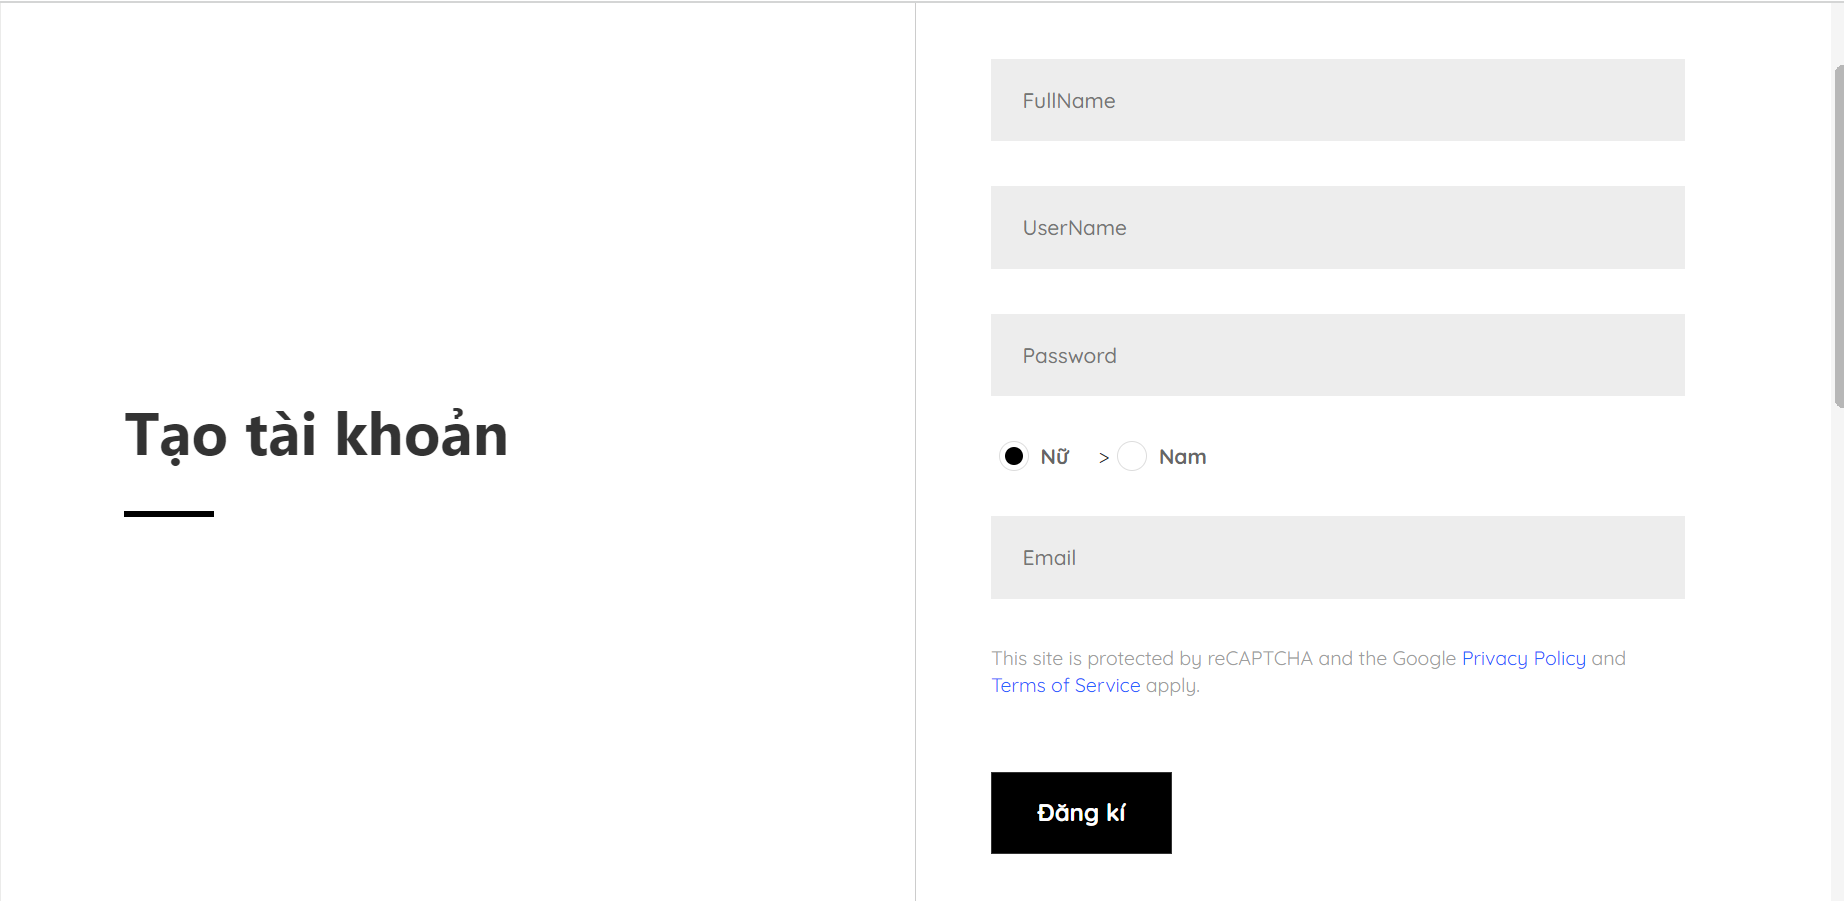 Tạo tài khoản
FullName
UserName
Password
Nữ > Nam
Email
This site is protected by reCAPTCHA and the Google Privacy Policy and
Terms of Service apply.
Đăng kí